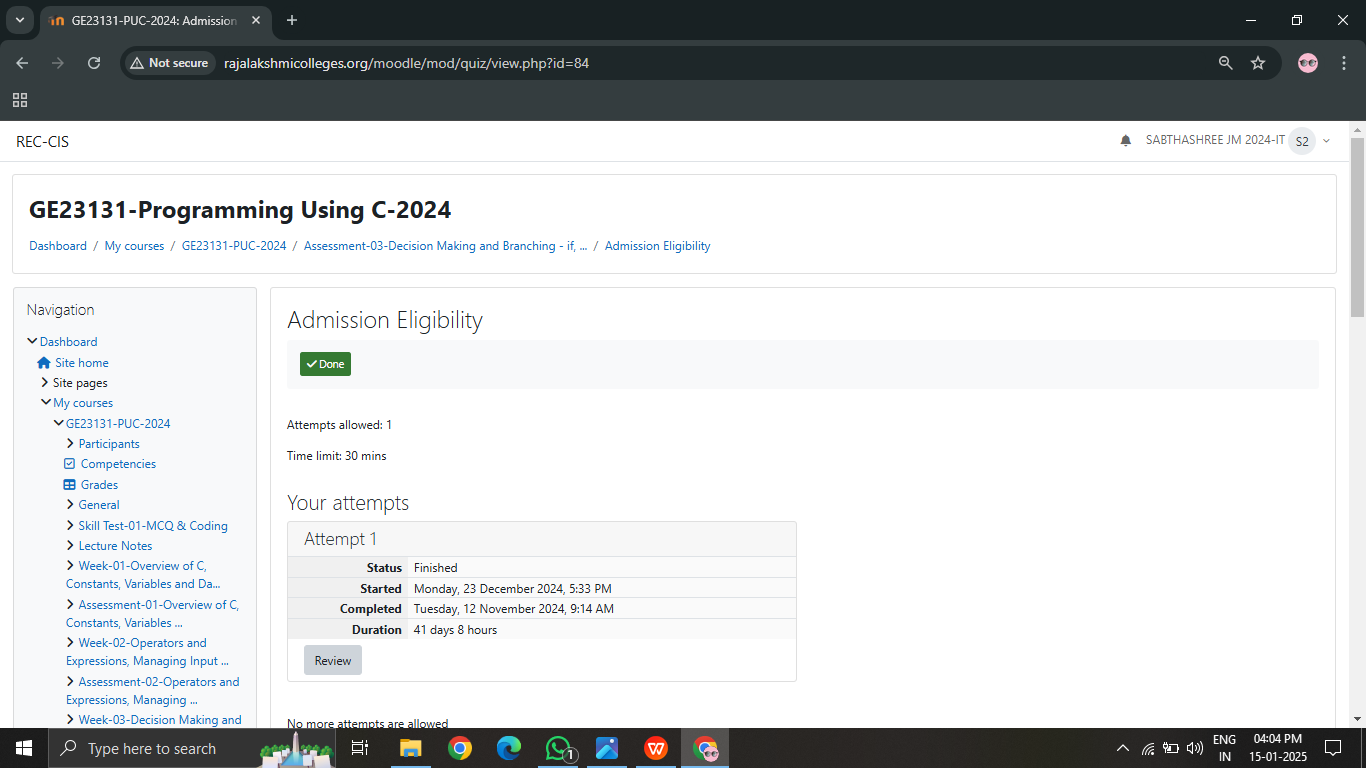 GE23131-PUC-2024: Admission
Not secure
rajalakshmicolleges.org/moodle/mod/quiz/view.php?id=84
REC-CIS
SABTHASHREE JM 2024-IT
S2
GE23131-Programming Using C-2024
Dashboard / My courses / GE23131-PUC-2024 / Assessment-03-Decision Making and Branching - if, ... / Admission Eligibility
Navigation
Dashboard
Site home
Site pages
My courses
GE23131-PUC-2024
Participants
Competencies
Grades
General
Skill Test-01-MCQ & Coding
Lecture Notes
Week-01-Overview of C,
Constants, Variables and Da...
Assessment-01-Overview of C,
Constants, Variables ...
Week-02-Operators and
Expressions, Managing Input ...
Assessment-02-Operators and
Expressions, Managing ...
Week-03-Decision Making and
Admission Eligibility
Done
Attempts allowed: 1
Time limit: 30 mins
Your attempts
Attempt 1
Status Finished
Started Monday, 23 December 2024, 5:33 PM
Completed Tuesday, 12 November 2024, 9:14 AM
Duration 41 days 8 hours
Review
No more attempts are allowed
Type here to search
1
ENG
IN
04:04 PM
15-01-2025